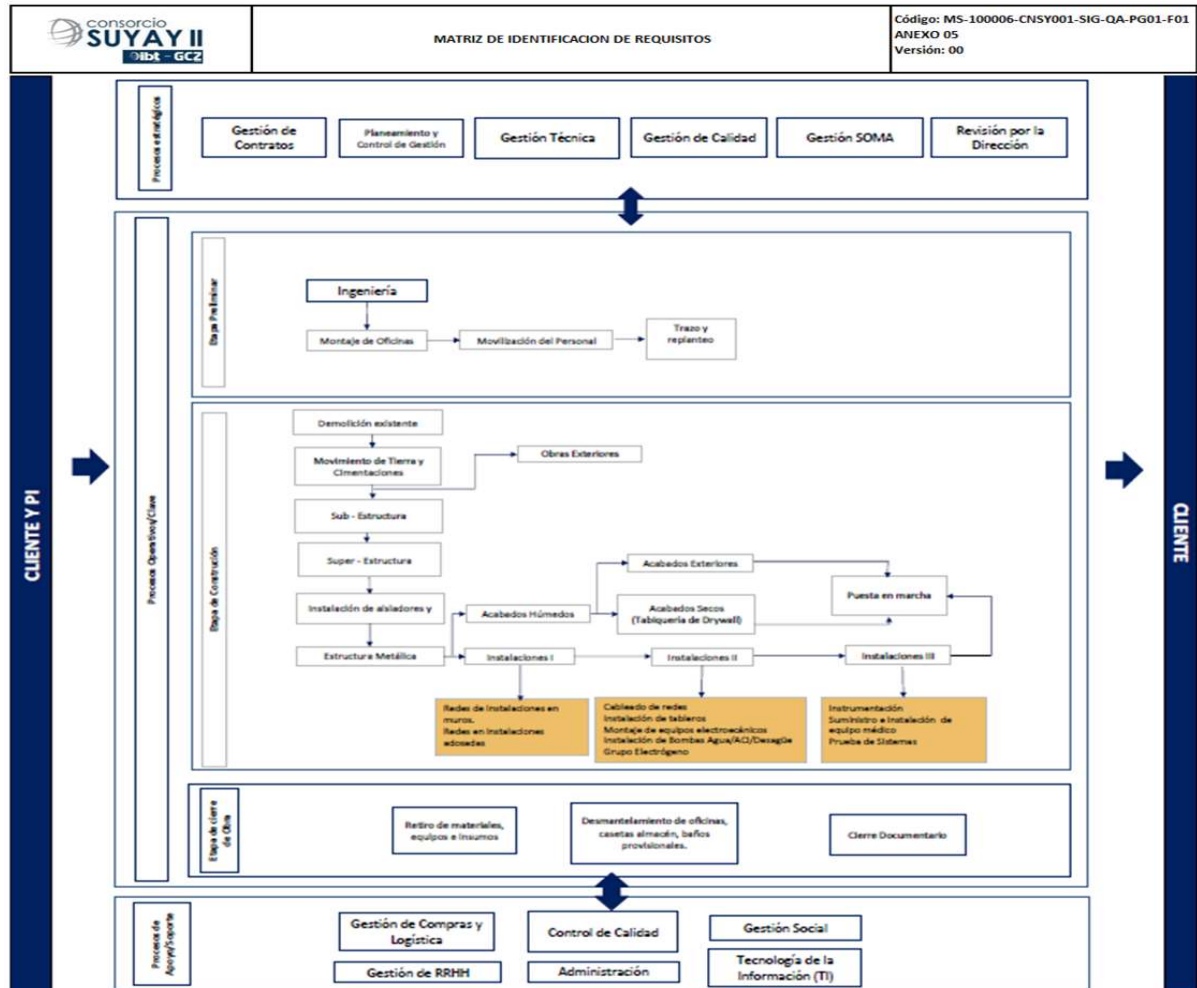 consorcio
SUYAY II
ibt - GCZ
MATRIZ DE IDENTIFICACION DE REQUISITOS
Código: MS-100006-CNSY001-SIG-QA-PG01-F01
ANEXO 05
Versión: 00
CLIENTE Y PI
Procesos estratégicos
Gestión de
Contratos
Planeamiento y
Control de Gestión
Gestión Técnica
Gestión de Calidad
Gestión SOMA
Revisión por la
Dirección
Procesos Operativos/Clave
Etapa Preliminar
Ingeniería
Montaje de Oficinas
Movilización del Personal
Trazo y
replanteo
Etapa de Construción
Demolición existente
Movimiento de Tierra y
Cimentaciones
Obras Exteriores
Sub - Estructura
Super - Estructura
Acabados Exteriores
Puesta en marcha
Instalación de aisladores y
Acabados Húmedos
Acabados Secos
(Tabiquería de Drywall)
Estructura Metálica
Instalaciones I
Instalaciones II
Instalaciones III
Redes de Instalaciones en
muros.
Redes en Instalaciones
adosadas
Cableado de redes
Instalación de tableros
Montaje de equipos electroecánicos
Instalación de Bombas Agua/ACI/Desagüe
Grupo Electrógeno
Instrumentación
Suministro e Instalación de
equipo médico
Prueba de Sistemas
Etapa de cierre
de Obra
Retiro de materiales,
equipos e insumos
Desmantelamiento de oficinas,
casetas almacén, baños
provisionales.
Cierre Documentario
Procesos de
Apoyo/Soporte
Gestión de Compras y
Logística
Control de Calidad
Gestión Social
Gestión de RRHH
Administración
Tecnología de la
Información (TI)
CLIENTE